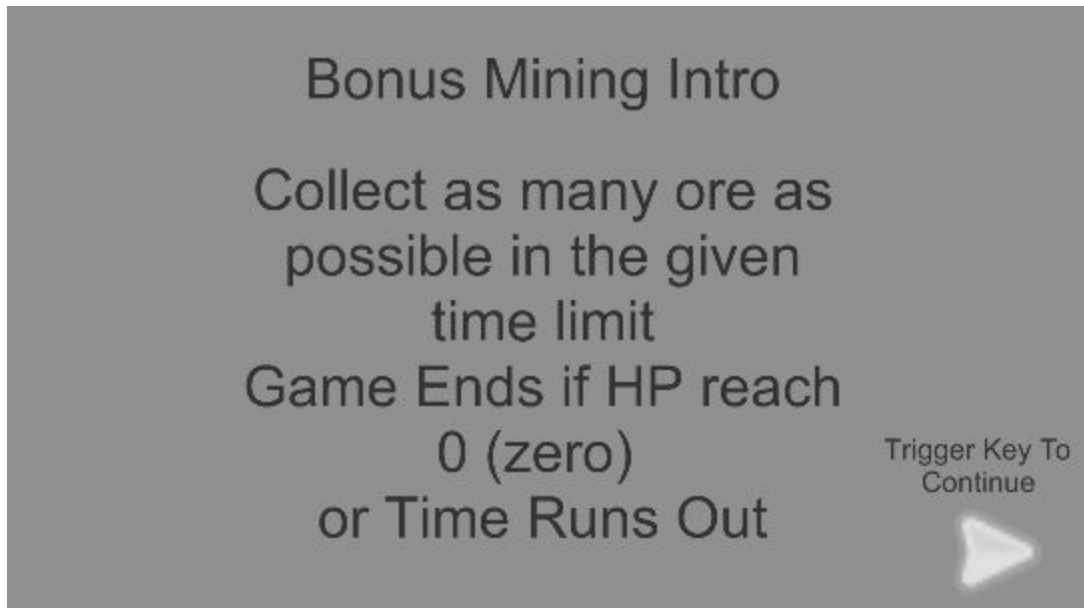 Bonus Mining Intro
Collect as many ore as
possible in the given
time limit
Game Ends if HP reach
0 (zero)
or Time Runs Out
Trigger Key To
Continue